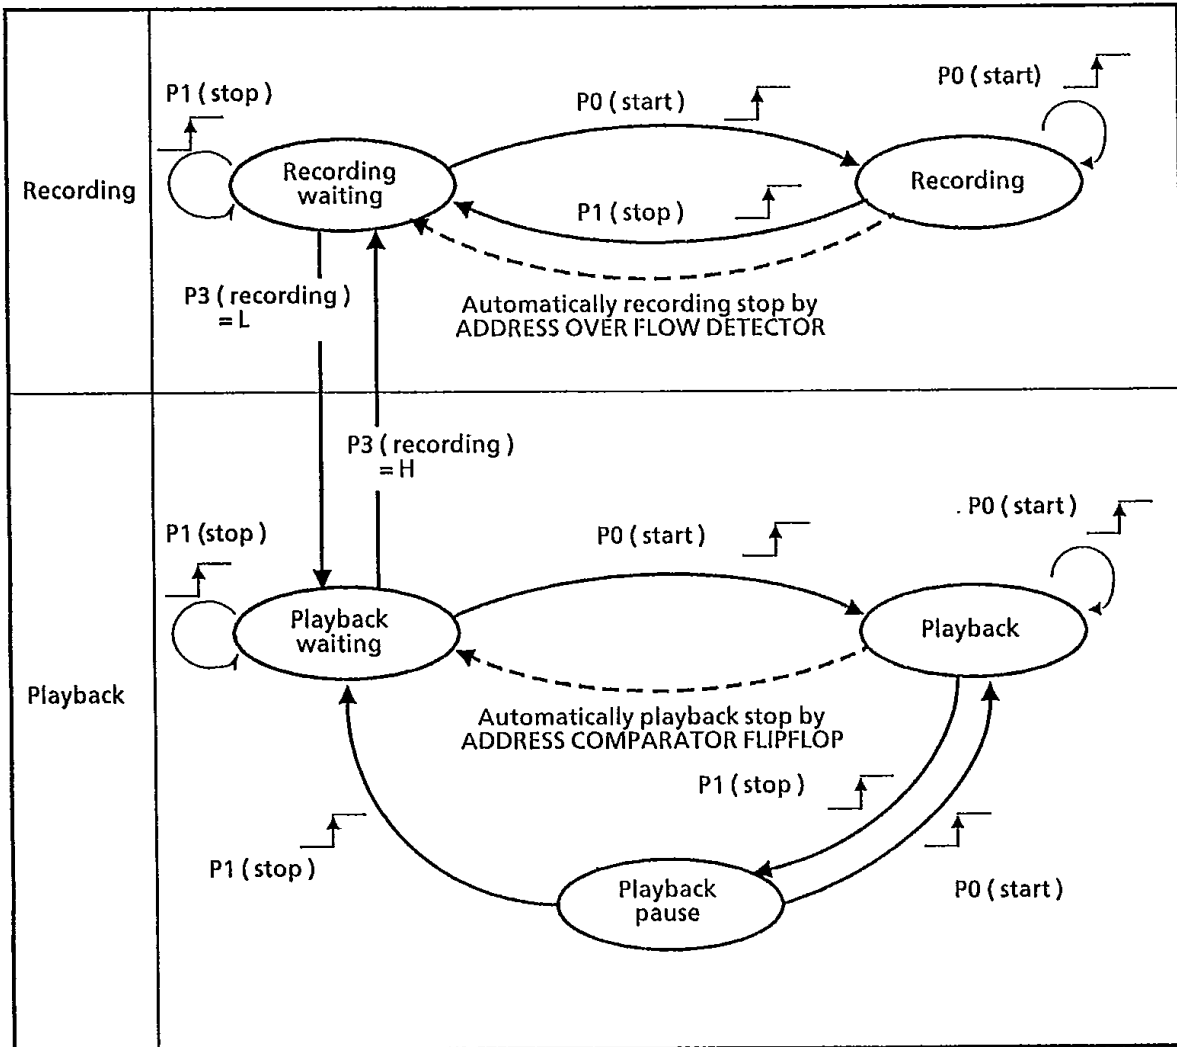 P1 ( stop )
P0 ( start )
P0 ( start)
Recording
Recording
waiting
Recording
P1 ( stop )
P3 ( recording )
= L
Automatically recording stop by
ADDRESS OVER FLOW DETECTOR
P3 ( recording )
= H
P1 (stop )
P0 ( start )
. P0 ( start )
Playback
waiting
Playback
Playback
Automatically playback stop by
ADDRESS COMPARATOR FLIPFLOP
P1 ( stop )
P1 ( stop )
Playback
pause
P0 ( start )